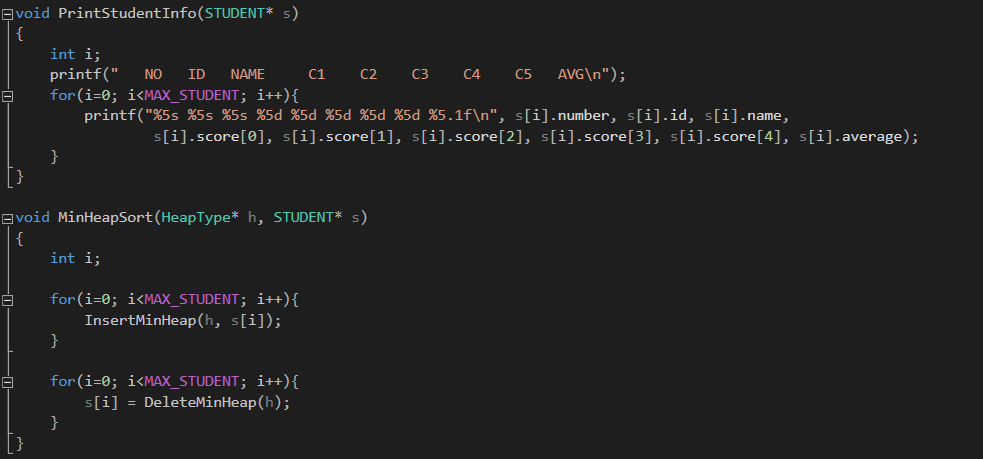 void PrintStudentInfo(STUDENT* s)
{
    int i;
    printf("   NO   ID   NAME     C1    C2    C3    C4    C5   AVG\n");
    for(i=0; i<MAX_STUDENT; i++){
        printf("%5s %5s %5s %5d %5d %5d %5d %5d %5.1f\n", s[i].number, s[i].id, s[i].name,
                s[i].score[0], s[i].score[1], s[i].score[2], s[i].score[3], s[i].score[4], s[i].average);
    }
}

void MinHeapSort(HeapType* h, STUDENT* s)
{
    int i;

    for(i=0; i<MAX_STUDENT; i++){
        InsertMinHeap(h, s[i]);
    }

    for(i=0; i<MAX_STUDENT; i++){
        s[i] = DeleteMinHeap(h);
    }
}